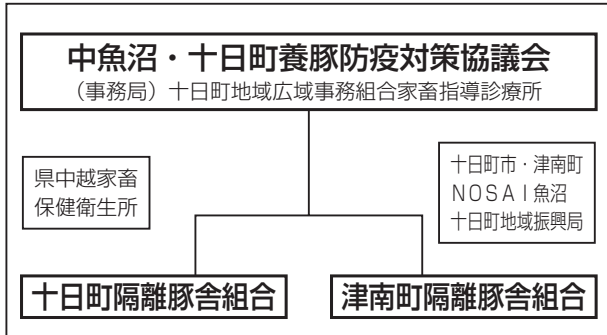 中魚沼・十日町養豚防疫対策協議会
（事務局）十日町地域広域事務組合家畜指導診療所
県中越家畜
保健衛生所
十日町市・津南町
ＮＯＳＡＩ魚沼
十日町地域振興局
十日町隔離豚舎組合
津南町隔離豚舎組合